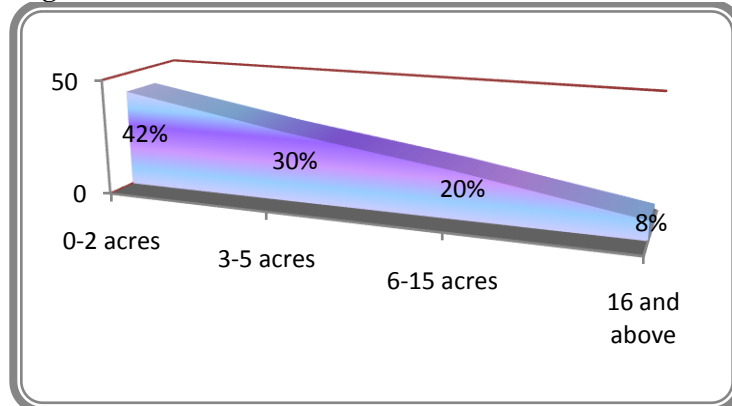 50
42%
30%
20%
8%
0
0-2 acres
3-5 acres
6-15 acres
16 and
above